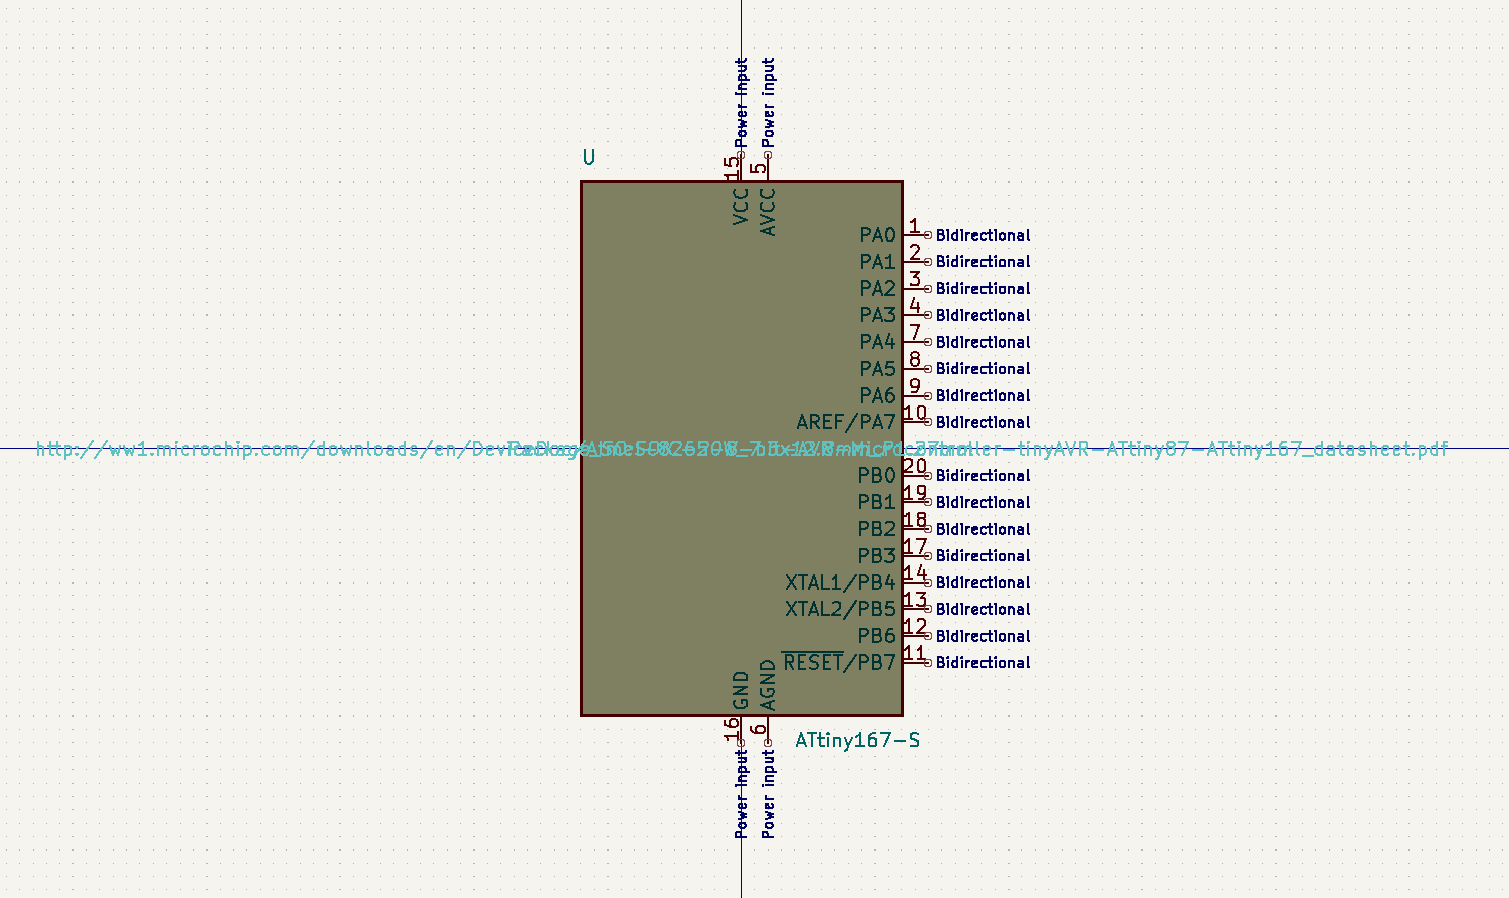 Power input Power input
U
15 5
VCC AVCC
PA0 1 Bidirectional
PA1 2 Bidirectional
PA2 3 Bidirectional
PA3 4 Bidirectional
PA4 7 Bidirectional
PA5 8 Bidirectional
PA6 9 Bidirectional
AREF/PA7 10 Bidirectional
http://ww1.microchip.com/downloads/en/ -tinyAVR-ATtiny87-ATtiny167_datasheet.pdf
PB0 20 Bidirectional
PB1 19 Bidirectional
PB2 18 Bidirectional
PB3 17 Bidirectional
XTAL1/PB4 14 Bidirectional
XTAL2/PB5 13 Bidirectional
PB6 12 Bidirectional
RESET/PB7 11 Bidirectional
GND AGND
16 6
ATtiny167-S
Power input Power input